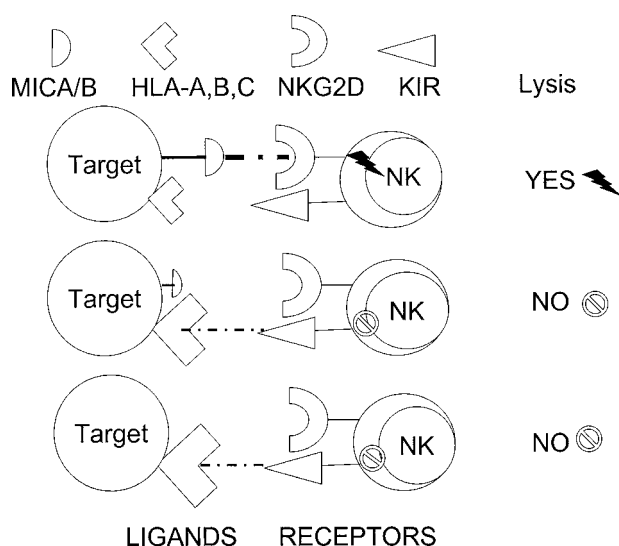 MICA/B HLA-A,B,C NKG2D KIR Lysis
Target NK YES
Target NK NO
Target NK NO
LIGANDS RECEPTORS